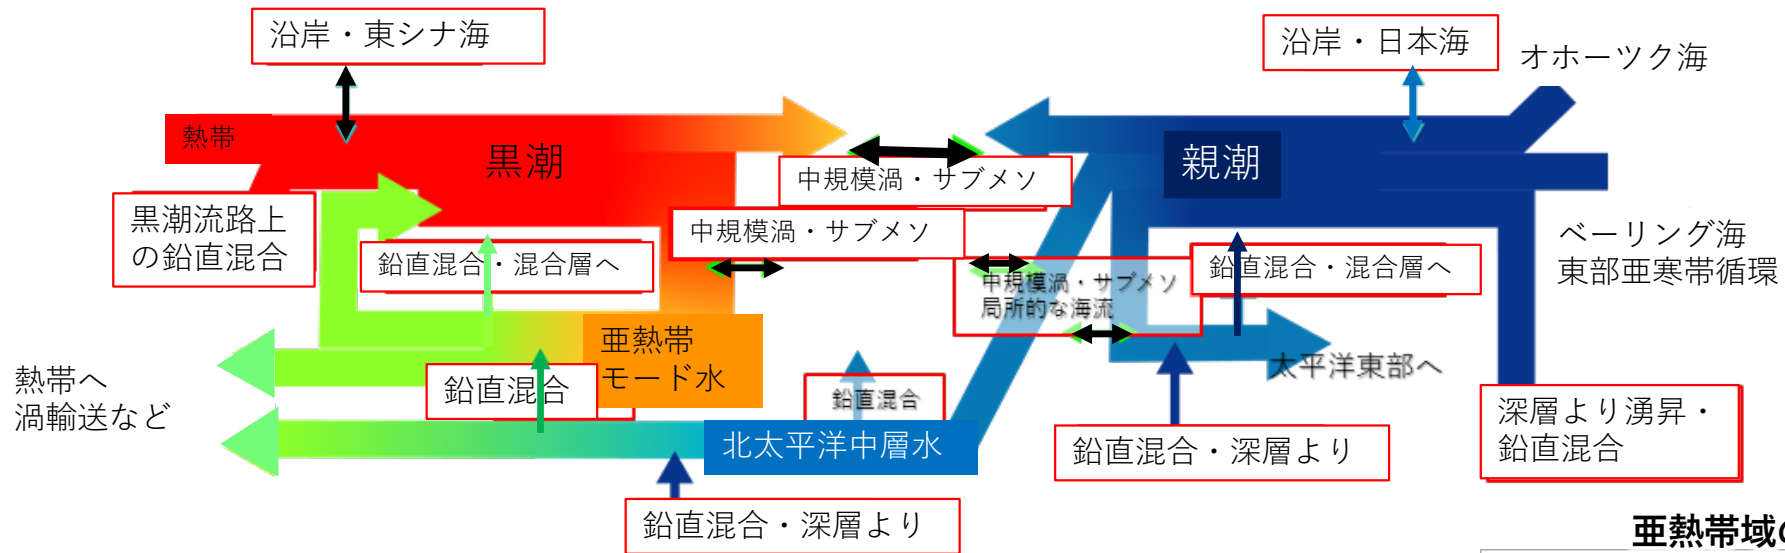 沿岸・東シナ海
沿岸・日本海
オホーツク海
熱帯
黒潮
親潮
中規模渦・サブメソ
黒潮流路上
の鉛直混合
中規模渦・サブメソ
鉛直混合・混合層へ
鉛直混合・混合層へ
ベーリング海
東部亜寒帯循環
中規模渦・サブメソ
局所的な海流
亜熱帯
モード水
太平洋東部へ
熱帯へ
渦輸送など
鉛直混合
鉛直混合
深層より湧昇・
鉛直混合
北太平洋中層水
鉛直混合・深層より
鉛直混合・深層より
亜熱帯域